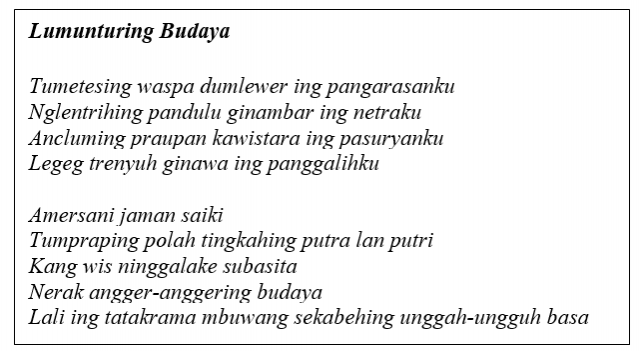 Lumunturing Budaya
Tumetesing waspa dumlewer ing pangarasanku
Nglentrihing pandulu ginambar ing netraku
Ancluming praupan kawistara ing pasuryanku
Legeg trenyuh ginawa ing panggalihku
Amersani jaman saiki
Tumpraping polah tingkahing putra lan putri
Kang wis ninggalake subasita
Nerak angger-anggering budaya
Lali ing tatakrama mbuwang sekabehing unggah-ungguh basa